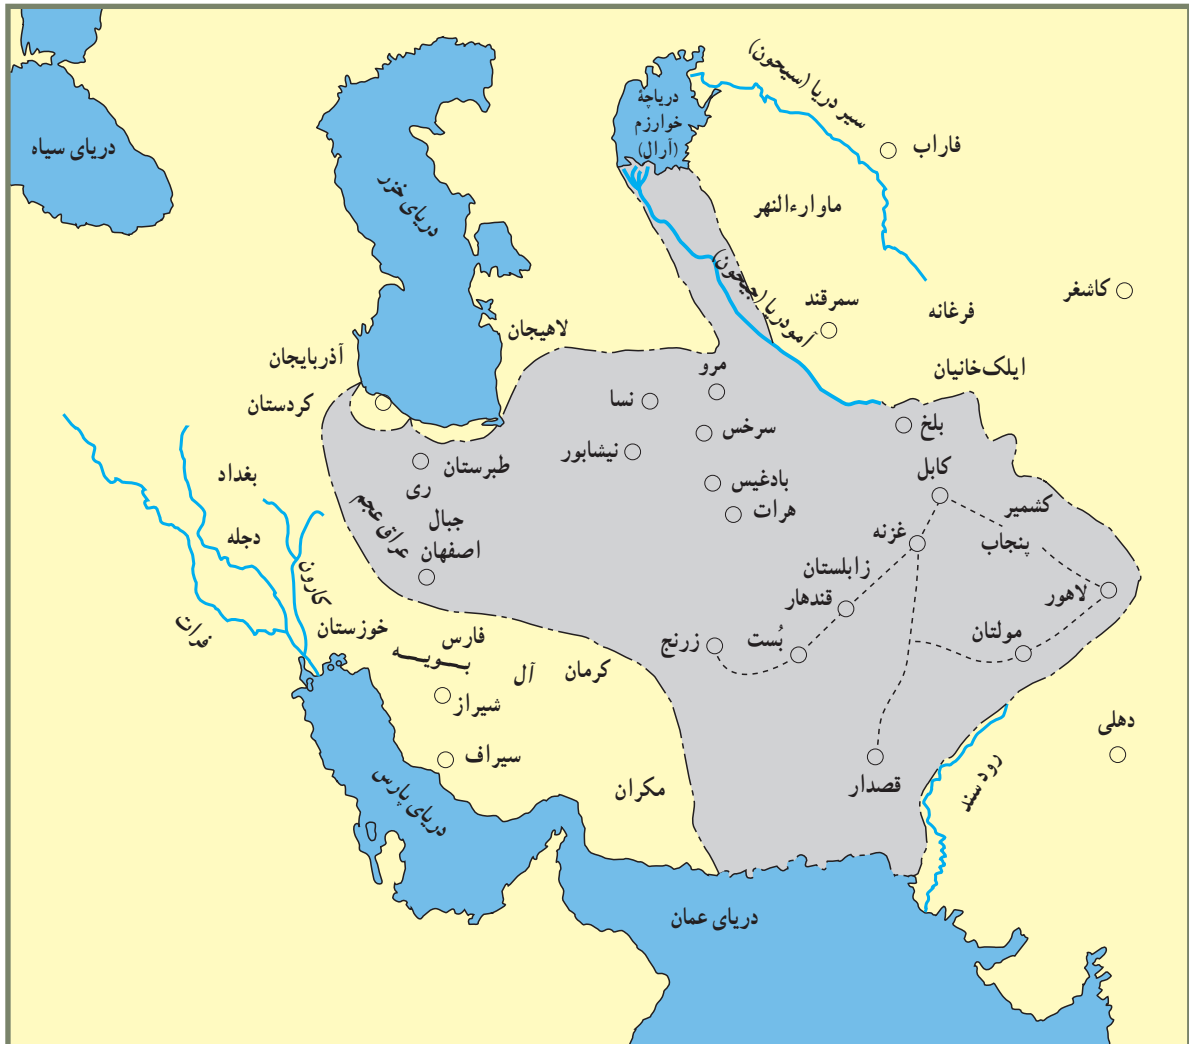 دریای سیاه
دریای خزر
دریاچهٔ
خوارزم
(آرال)
سیر دریا (سیحون)
فاراب
ماوارءالنهر
آمودریا (جیحون)
سمرقند
فرغانه
کاشغر
ایلک‌خانیان
لاهیجان
آذربایجان
کردستان
مرو
نسا
سرخس
نیشابور
بلخ
بادغیس
هرات
کابل
کشمیر
پنجاب
غزنه
طبرستان
ری
جبال
اصفهان
عراق عجم
بغداد
دجله
کارون
فرات
خوزستان
زابلستان
قندهار
بُست
زرنج
لاهور
مولتان
فارس
آل بـــویـــه
کرمان
شیراز
سیراف
مکران
قصدار
رود سند
دهلی
دریای پارس
دریای عمان